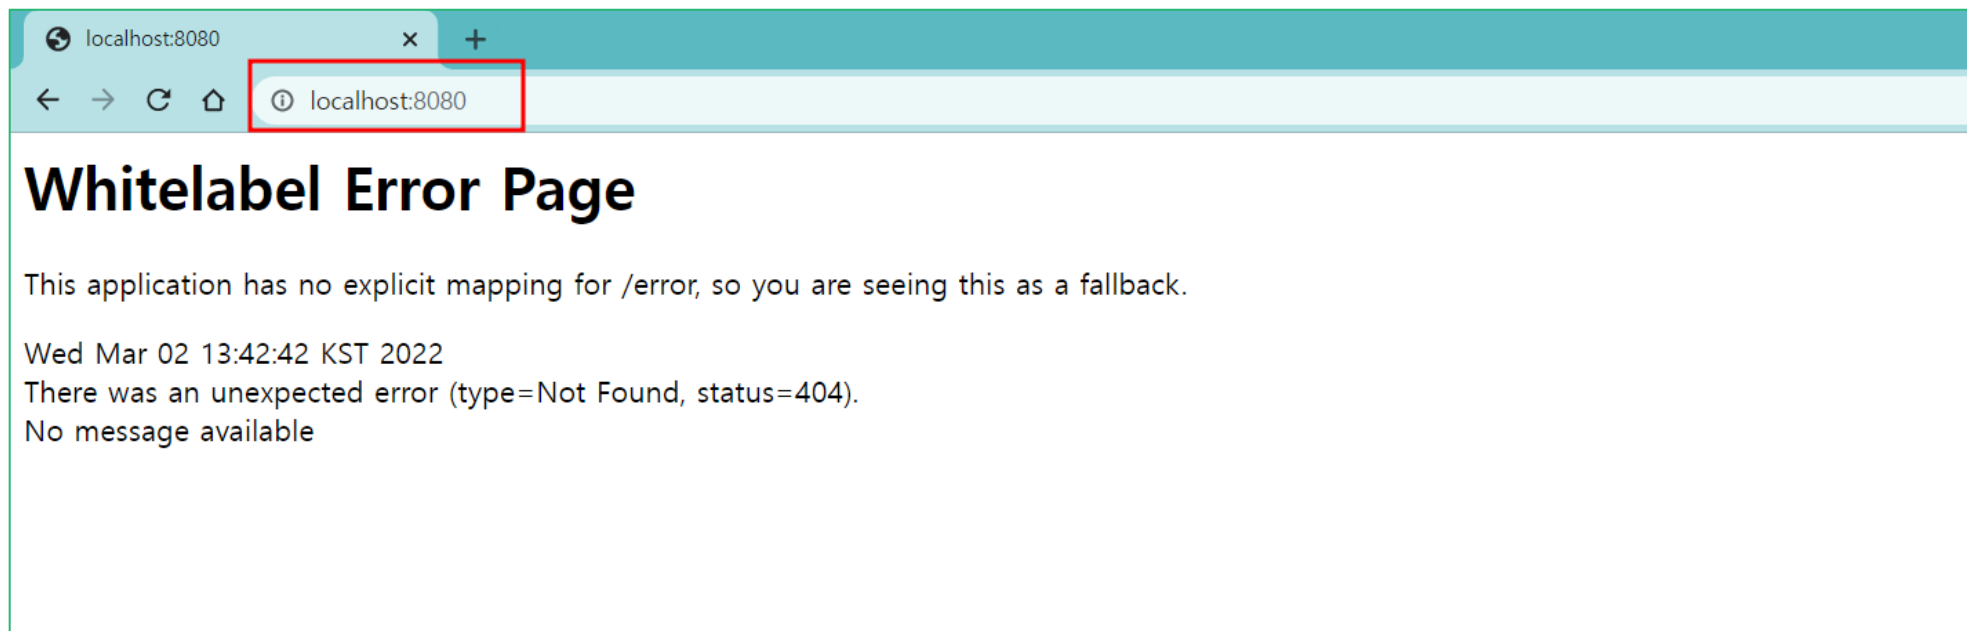 localhost:8080
localhost:8080
Whitelabel Error Page
This application has no explicit mapping for /error, so you are seeing this as a fallback.
Wed Mar 02 13:42:42 KST 2022
There was an unexpected error (type=Not Found, status=404).
No message available